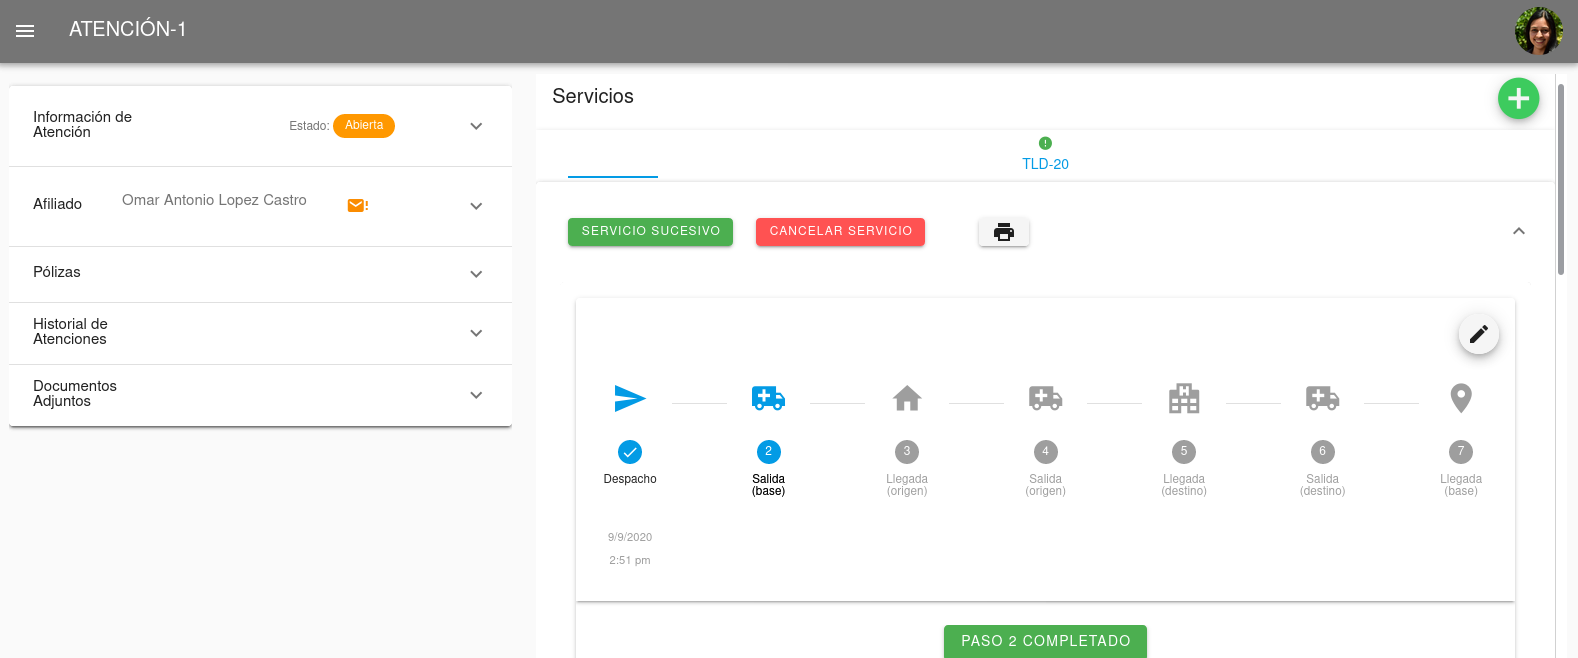 ATENCIÓN-1
Información de
Atención
Estado: Abierta
Afiliado
Omar Antonio Lopez Castro
Pólizas
Historial de
Atenciones
Documentos
Adjuntos
Servicios
TLD-20
SERVICIO SUCESIVO
CANCELAR SERVICIO
2
3
4
5
6
7
Despacho
Salida
(base)
Llegada
(origen)
Salida
(origen)
Llegada
(destino)
Salida
(destino)
Llegada
(base)
9/9/2020
2:51 pm
PASO 2 COMPLETADO